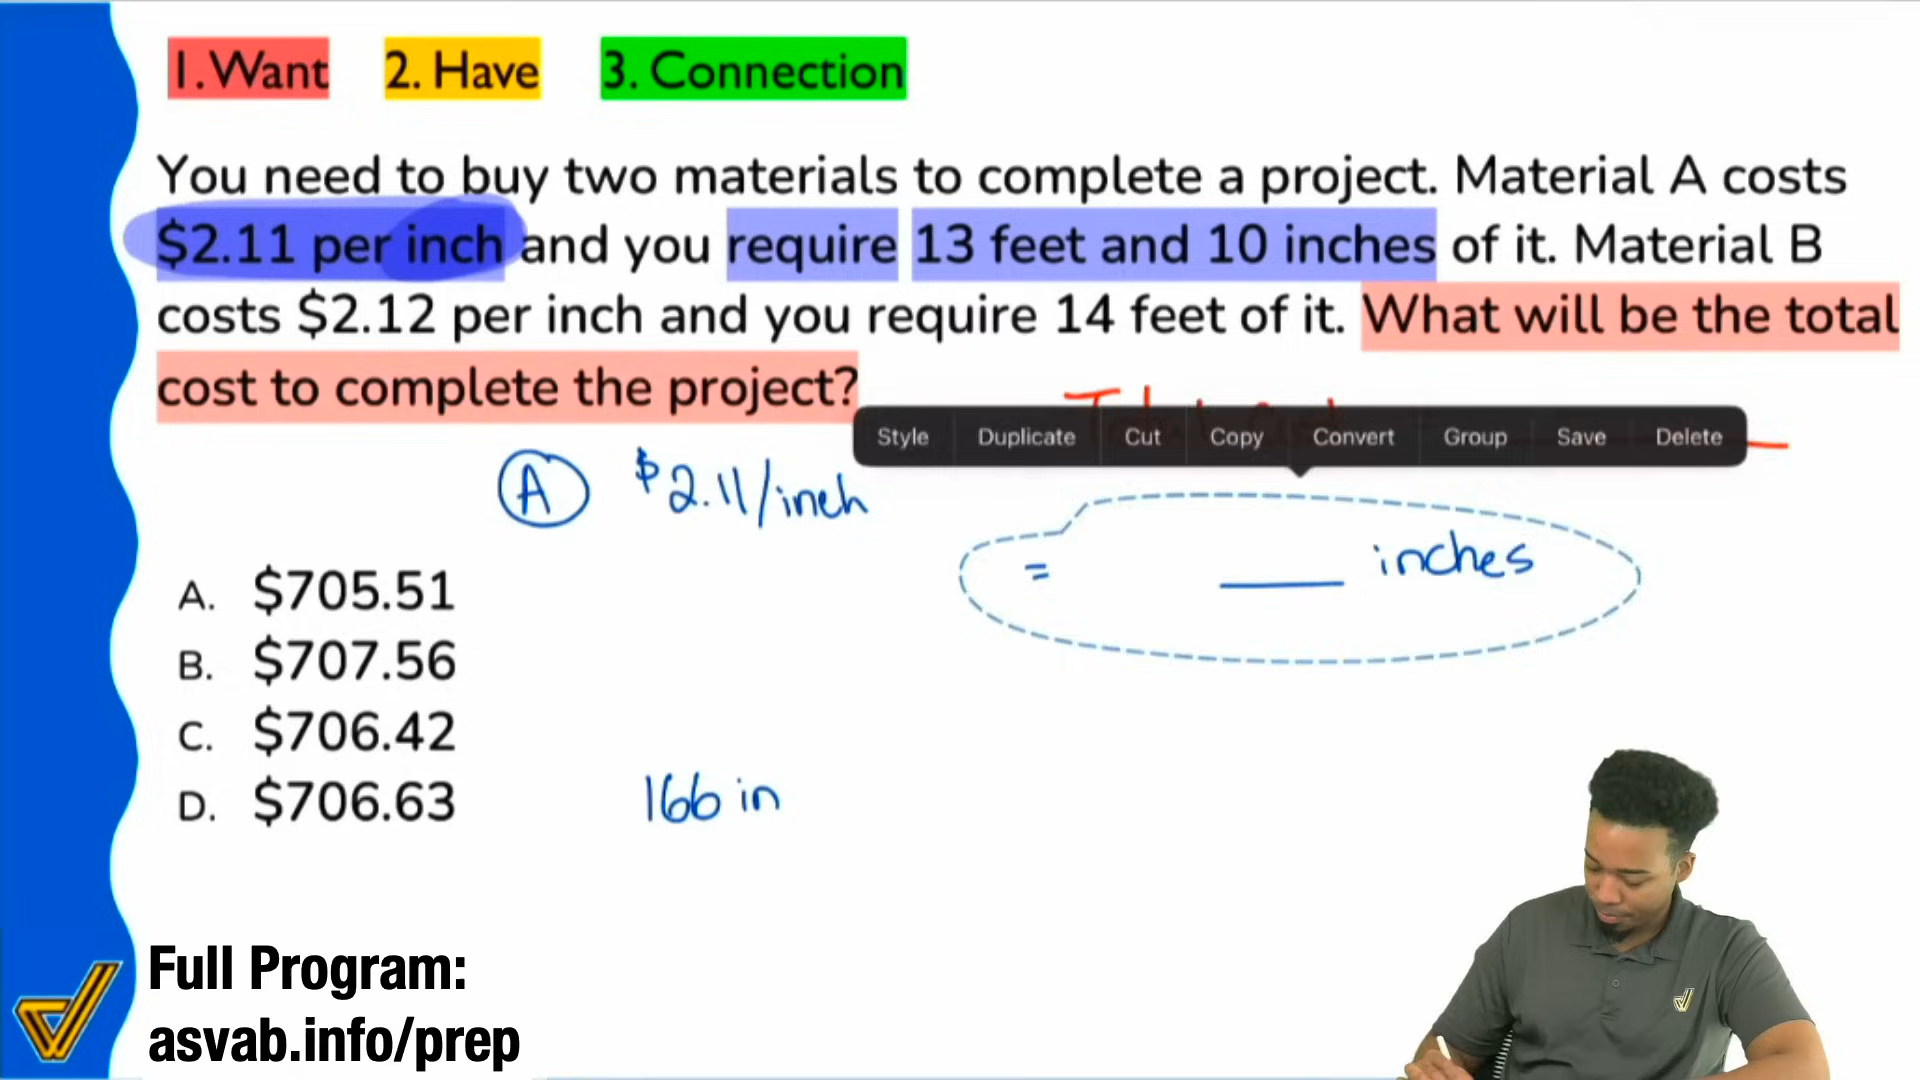 1. Want 2. Have 3. Connection
You need to buy two materials to complete a project. Material A costs
$2.11 per inch and you require 13 feet and 10 inches of it. Material B
costs $2.12 per inch and you require 14 feet of it. What will be the total
cost to complete the project?
Style Duplicate Cut Copy Convert Group Save Delete
A $2.11/inch
= ___ inches
A. $705.51
B. $707.56
C. $706.42
D. $706.63
166 in
Full Program:
asvab.info/prep